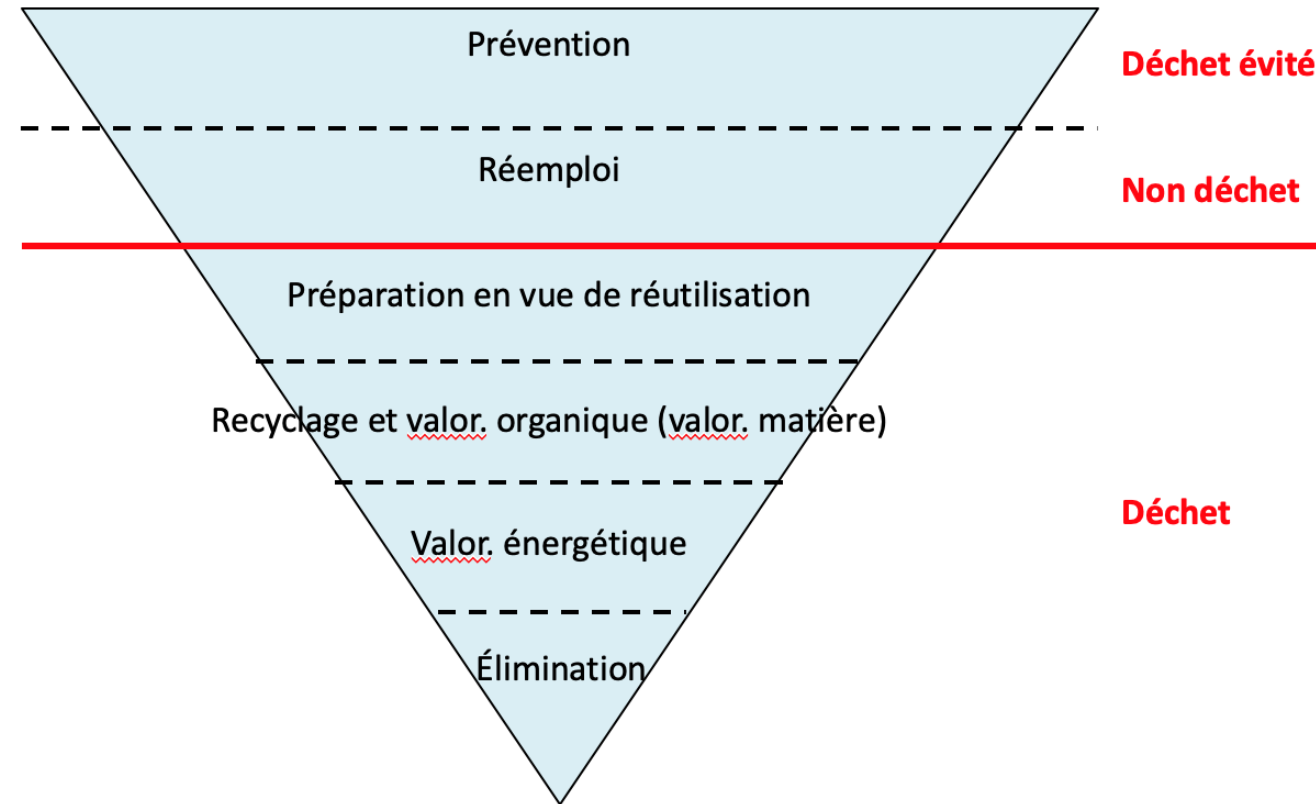 Prévention
Déchet évité
Réemploi
Non déchet
Préparation en vue de réutilisation
Recyclage et valor. organique (valor. matière)
Déchet
Valor. énergétique
Élimination